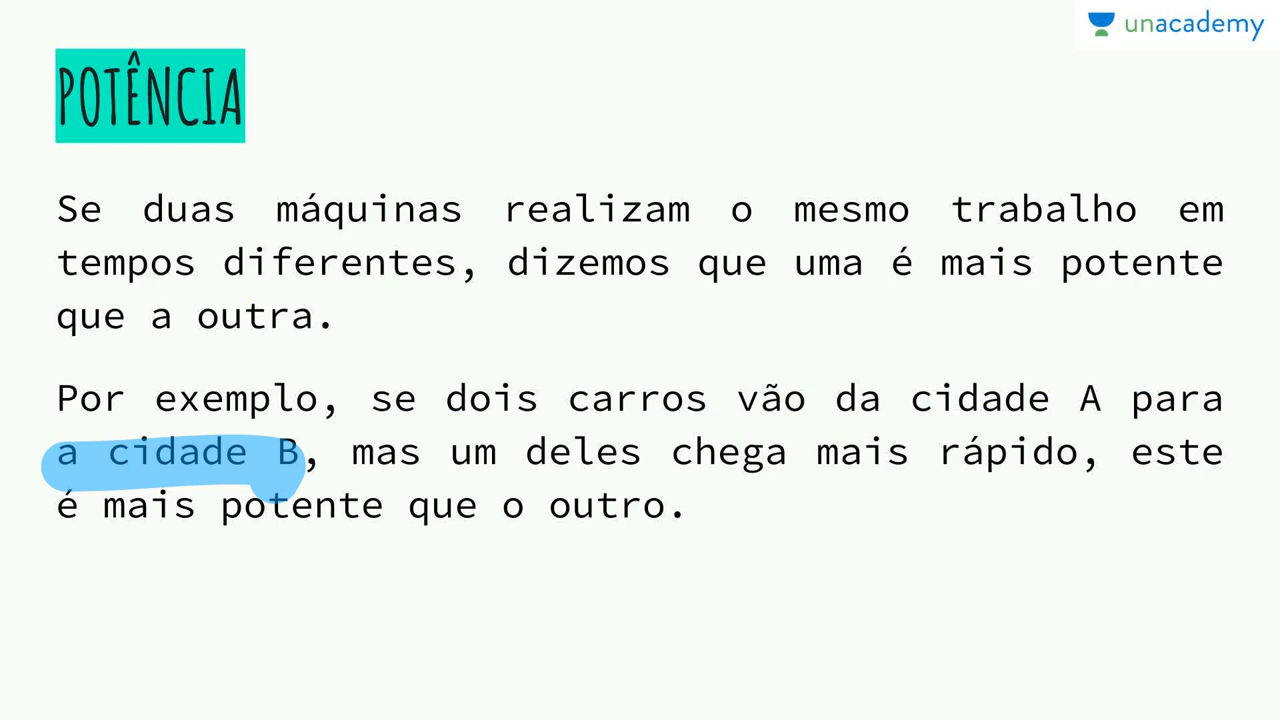 unacademy
POTÊNCIA
Se duas máquinas realizam o mesmo trabalho em
tempos diferentes, dizemos que uma é mais potente
que a outra.
Por exemplo, se dois carros vão da cidade A para
a cidade B, mas um deles chega mais rápido, este
é mais potente que o outro.